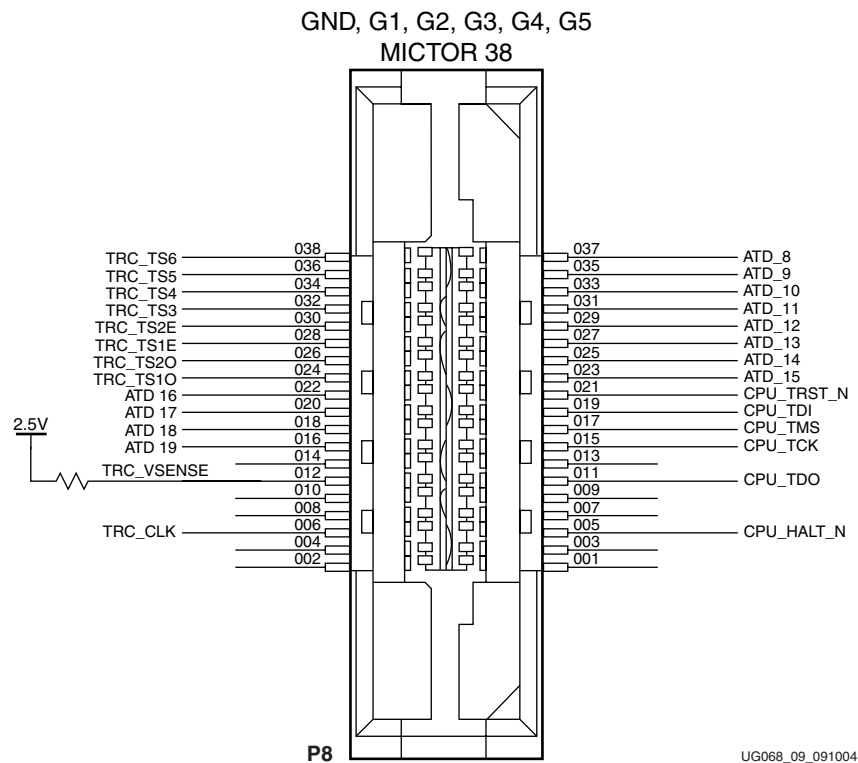 GND, G1, G2, G3, G4, G5
MICTOR 38
TRC_TS6 038 037 ATD_8
TRC_TS5 036 035 ATD_9
TRC_TS4 034 033 ATD_10
TRC_TS3 032 031 ATD_11
TRC_TS2E 030 029 ATD_12
TRC_TS1E 028 027 ATD_13
TRC_TS2O 026 025 ATD_14
TRC_TS1O 024 023 ATD_15
ATD 16 022 021 CPU_TRST_N
ATD 17 020 019 CPU_TDI
2.5V
ATD 18 018 017 CPU_TMS
ATD 19 016 015 CPU_TCK
014 013
TRC_VSENSE 012 011 CPU_TDO
010 009
008 007
TRC_CLK 006 005 CPU_HALT_N
004 003
002 001
P8
UG068_09_091004